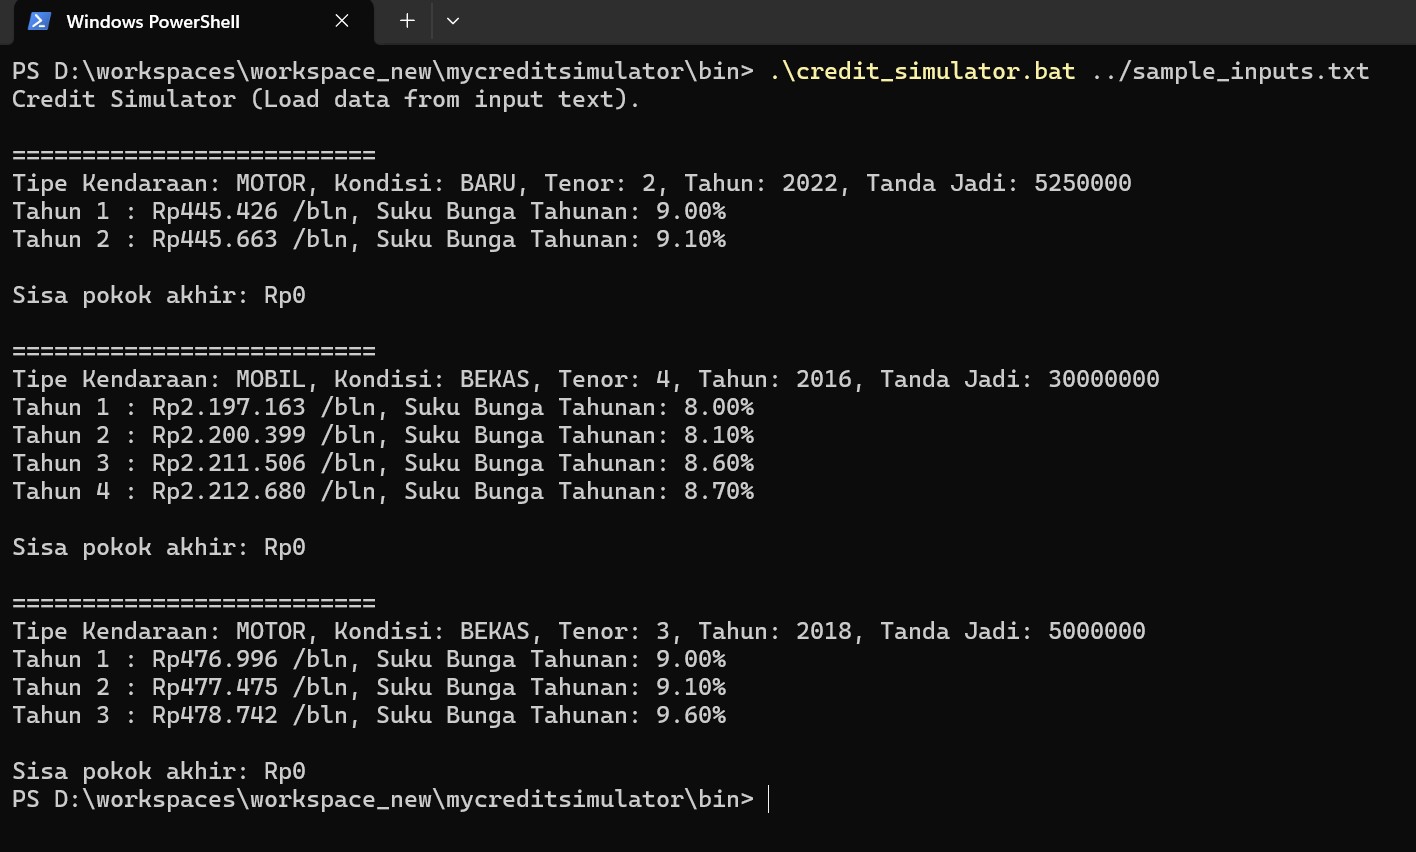 Windows PowerShell
PS D:\workspaces\workspace_new\mycreditsimulator\bin> .\credit_simulator.bat ../sample_inputs.txt
Credit Simulator (Load data from input text).
==========================
Tipe Kendaraan: MOTOR, Kondisi: BARU, Tenor: 2, Tahun: 2022, Tanda Jadi: 5250000
Tahun 1 : Rp445.426 /bln, Suku Bunga Tahunan: 9.00%
Tahun 2 : Rp445.663 /bln, Suku Bunga Tahunan: 9.10%
Sisa pokok akhir: Rp0
==========================
Tipe Kendaraan: MOBIL, Kondisi: BEKAS, Tenor: 4, Tahun: 2016, Tanda Jadi: 30000000
Tahun 1 : Rp2.197.163 /bln, Suku Bunga Tahunan: 8.00%
Tahun 2 : Rp2.200.399 /bln, Suku Bunga Tahunan: 8.10%
Tahun 3 : Rp2.211.506 /bln, Suku Bunga Tahunan: 8.60%
Tahun 4 : Rp2.212.680 /bln, Suku Bunga Tahunan: 8.70%
Sisa pokok akhir: Rp0
==========================
Tipe Kendaraan: MOTOR, Kondisi: BEKAS, Tenor: 3, Tahun: 2018, Tanda Jadi: 5000000
Tahun 1 : Rp476.996 /bln, Suku Bunga Tahunan: 9.00%
Tahun 2 : Rp477.475 /bln, Suku Bunga Tahunan: 9.10%
Tahun 3 : Rp478.742 /bln, Suku Bunga Tahunan: 9.60%
Sisa pokok akhir: Rp0
PS D:\workspaces\workspace_new\mycreditsimulator\bin>